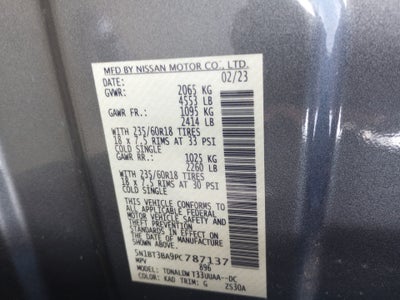 MFD BY NISSAN MOTOR CO., LTD.
DATE: 02/23
GVWR: 2065 KG
4553 LB
GAWR FR.: 1095 KG
2414 LB
WITH 235/60R18 TIRES
18 x 7.5 RIMS AT 33 PSI
COLD SINGLE
GAWR RR.: 1025 KG
2260 LB
WITH 235/60R18 TIRES
18 x 7.5 RIMS AT 30 PSI
COLD SINGLE
THIS VEHICLE CONFORMS TO
ALL APPLICABLE FEDERAL
MOTOR VEHICLE SAFETY AND
THEFT PREVENTION
STANDARDS IN EFFECT ON
THE DATE OF MANUFACTURE
SHOWN ABOVE
5N1BT3BA9PC787137
MPV 896
MODEL: T33UUAA--DC
COLOR: KAD TRIM: G 2530A